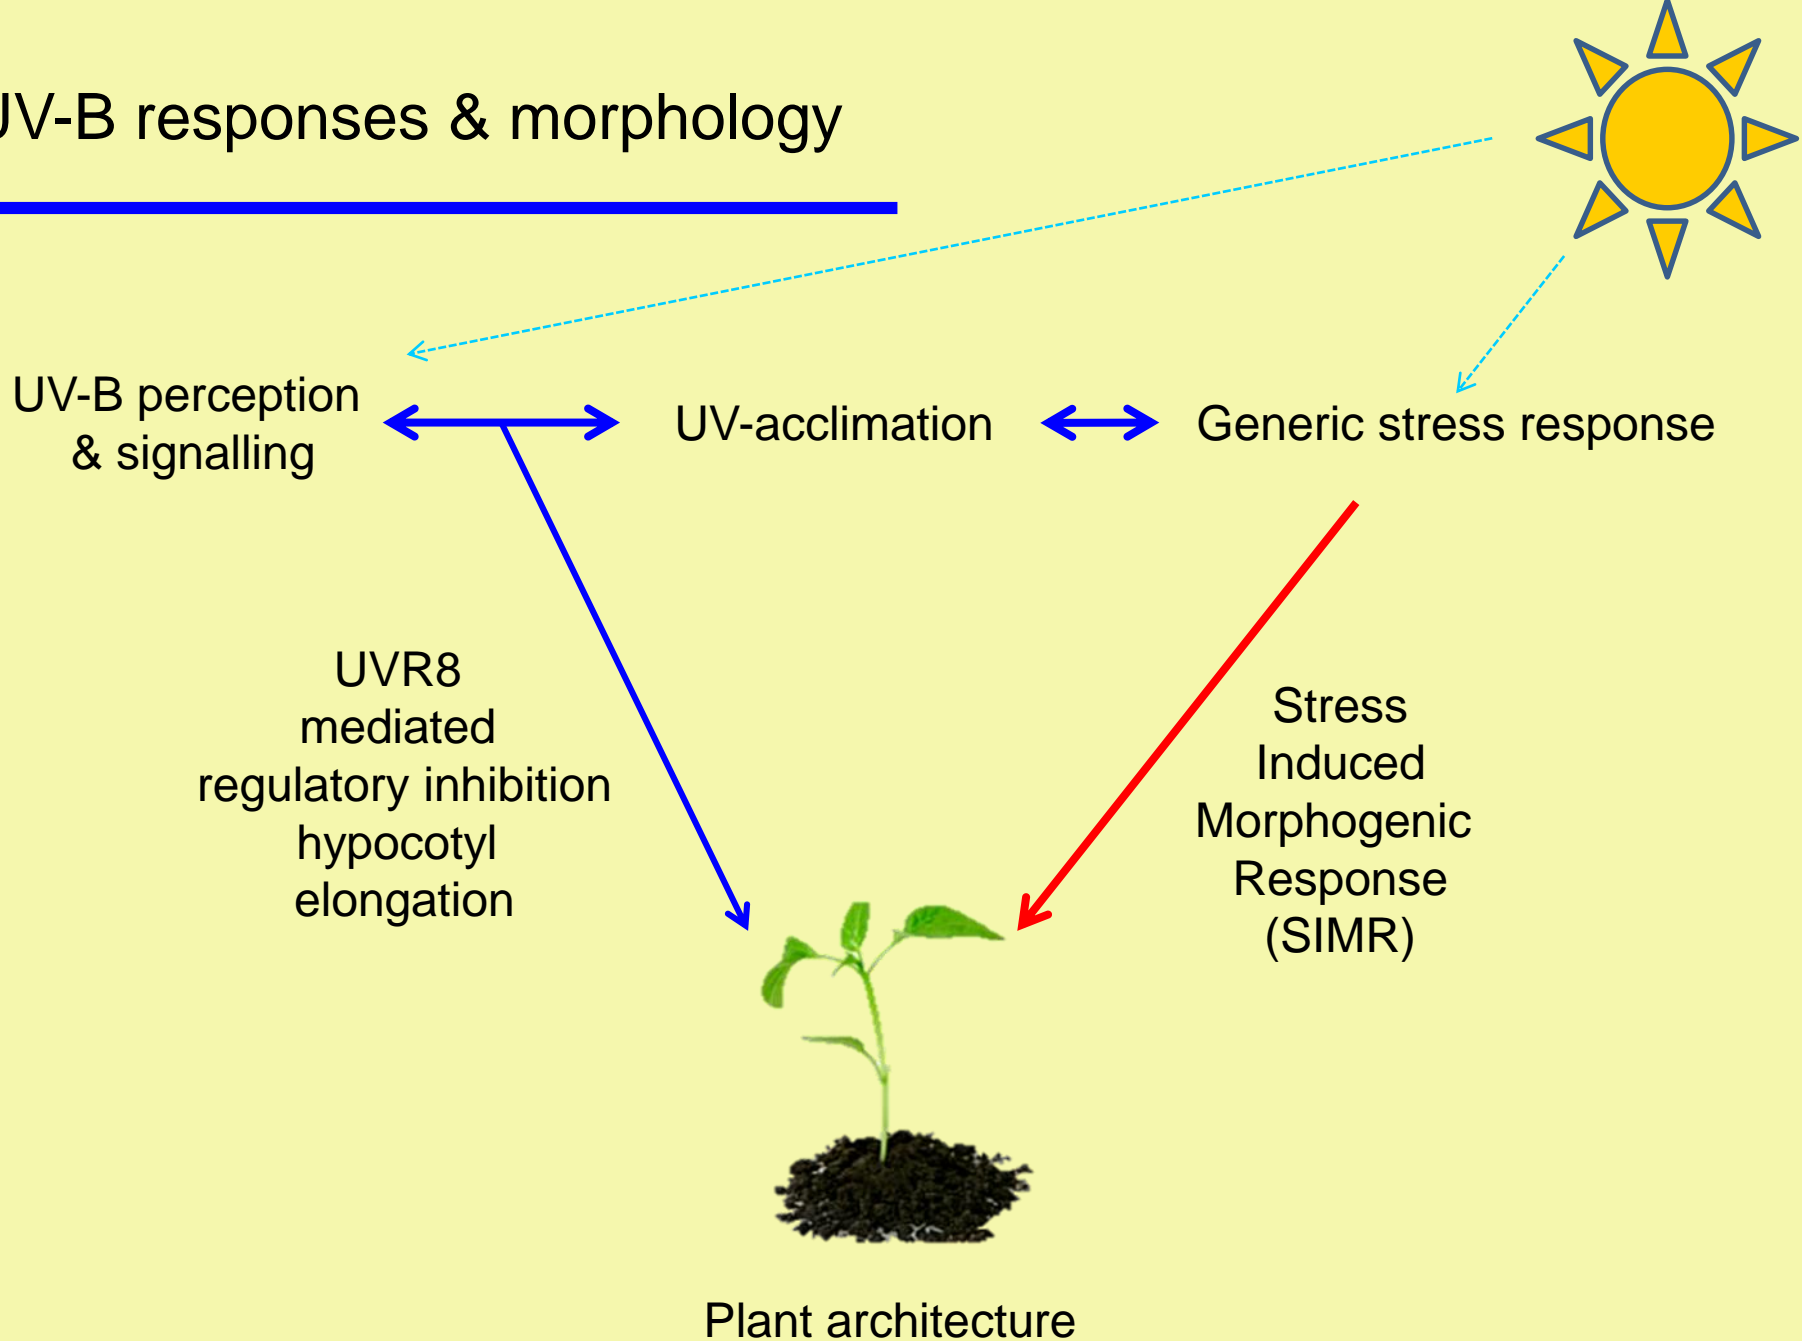 UV-B responses & morphology
UV-B perception
& signalling
UV-acclimation
Generic stress response
UVR8
mediated
regulatory inhibition
hypocotyl
elongation
Stress
Induced
Morphogenic
Response
(SIMR)
Plant architecture